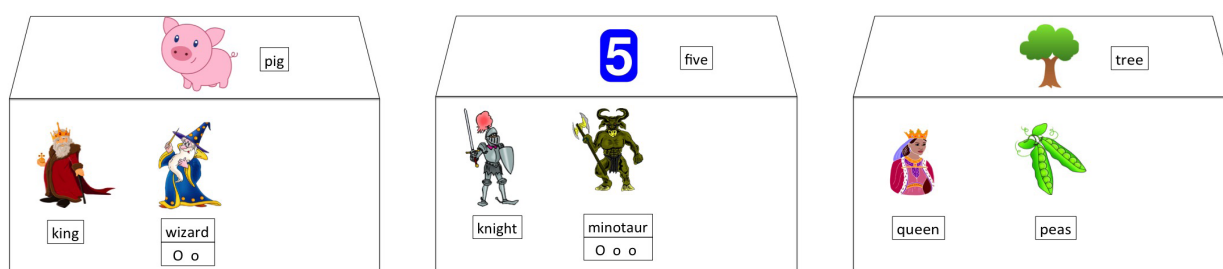 pig
king
wizard
O o
5
five
knight
minotaur
O o o
tree
queen
peas